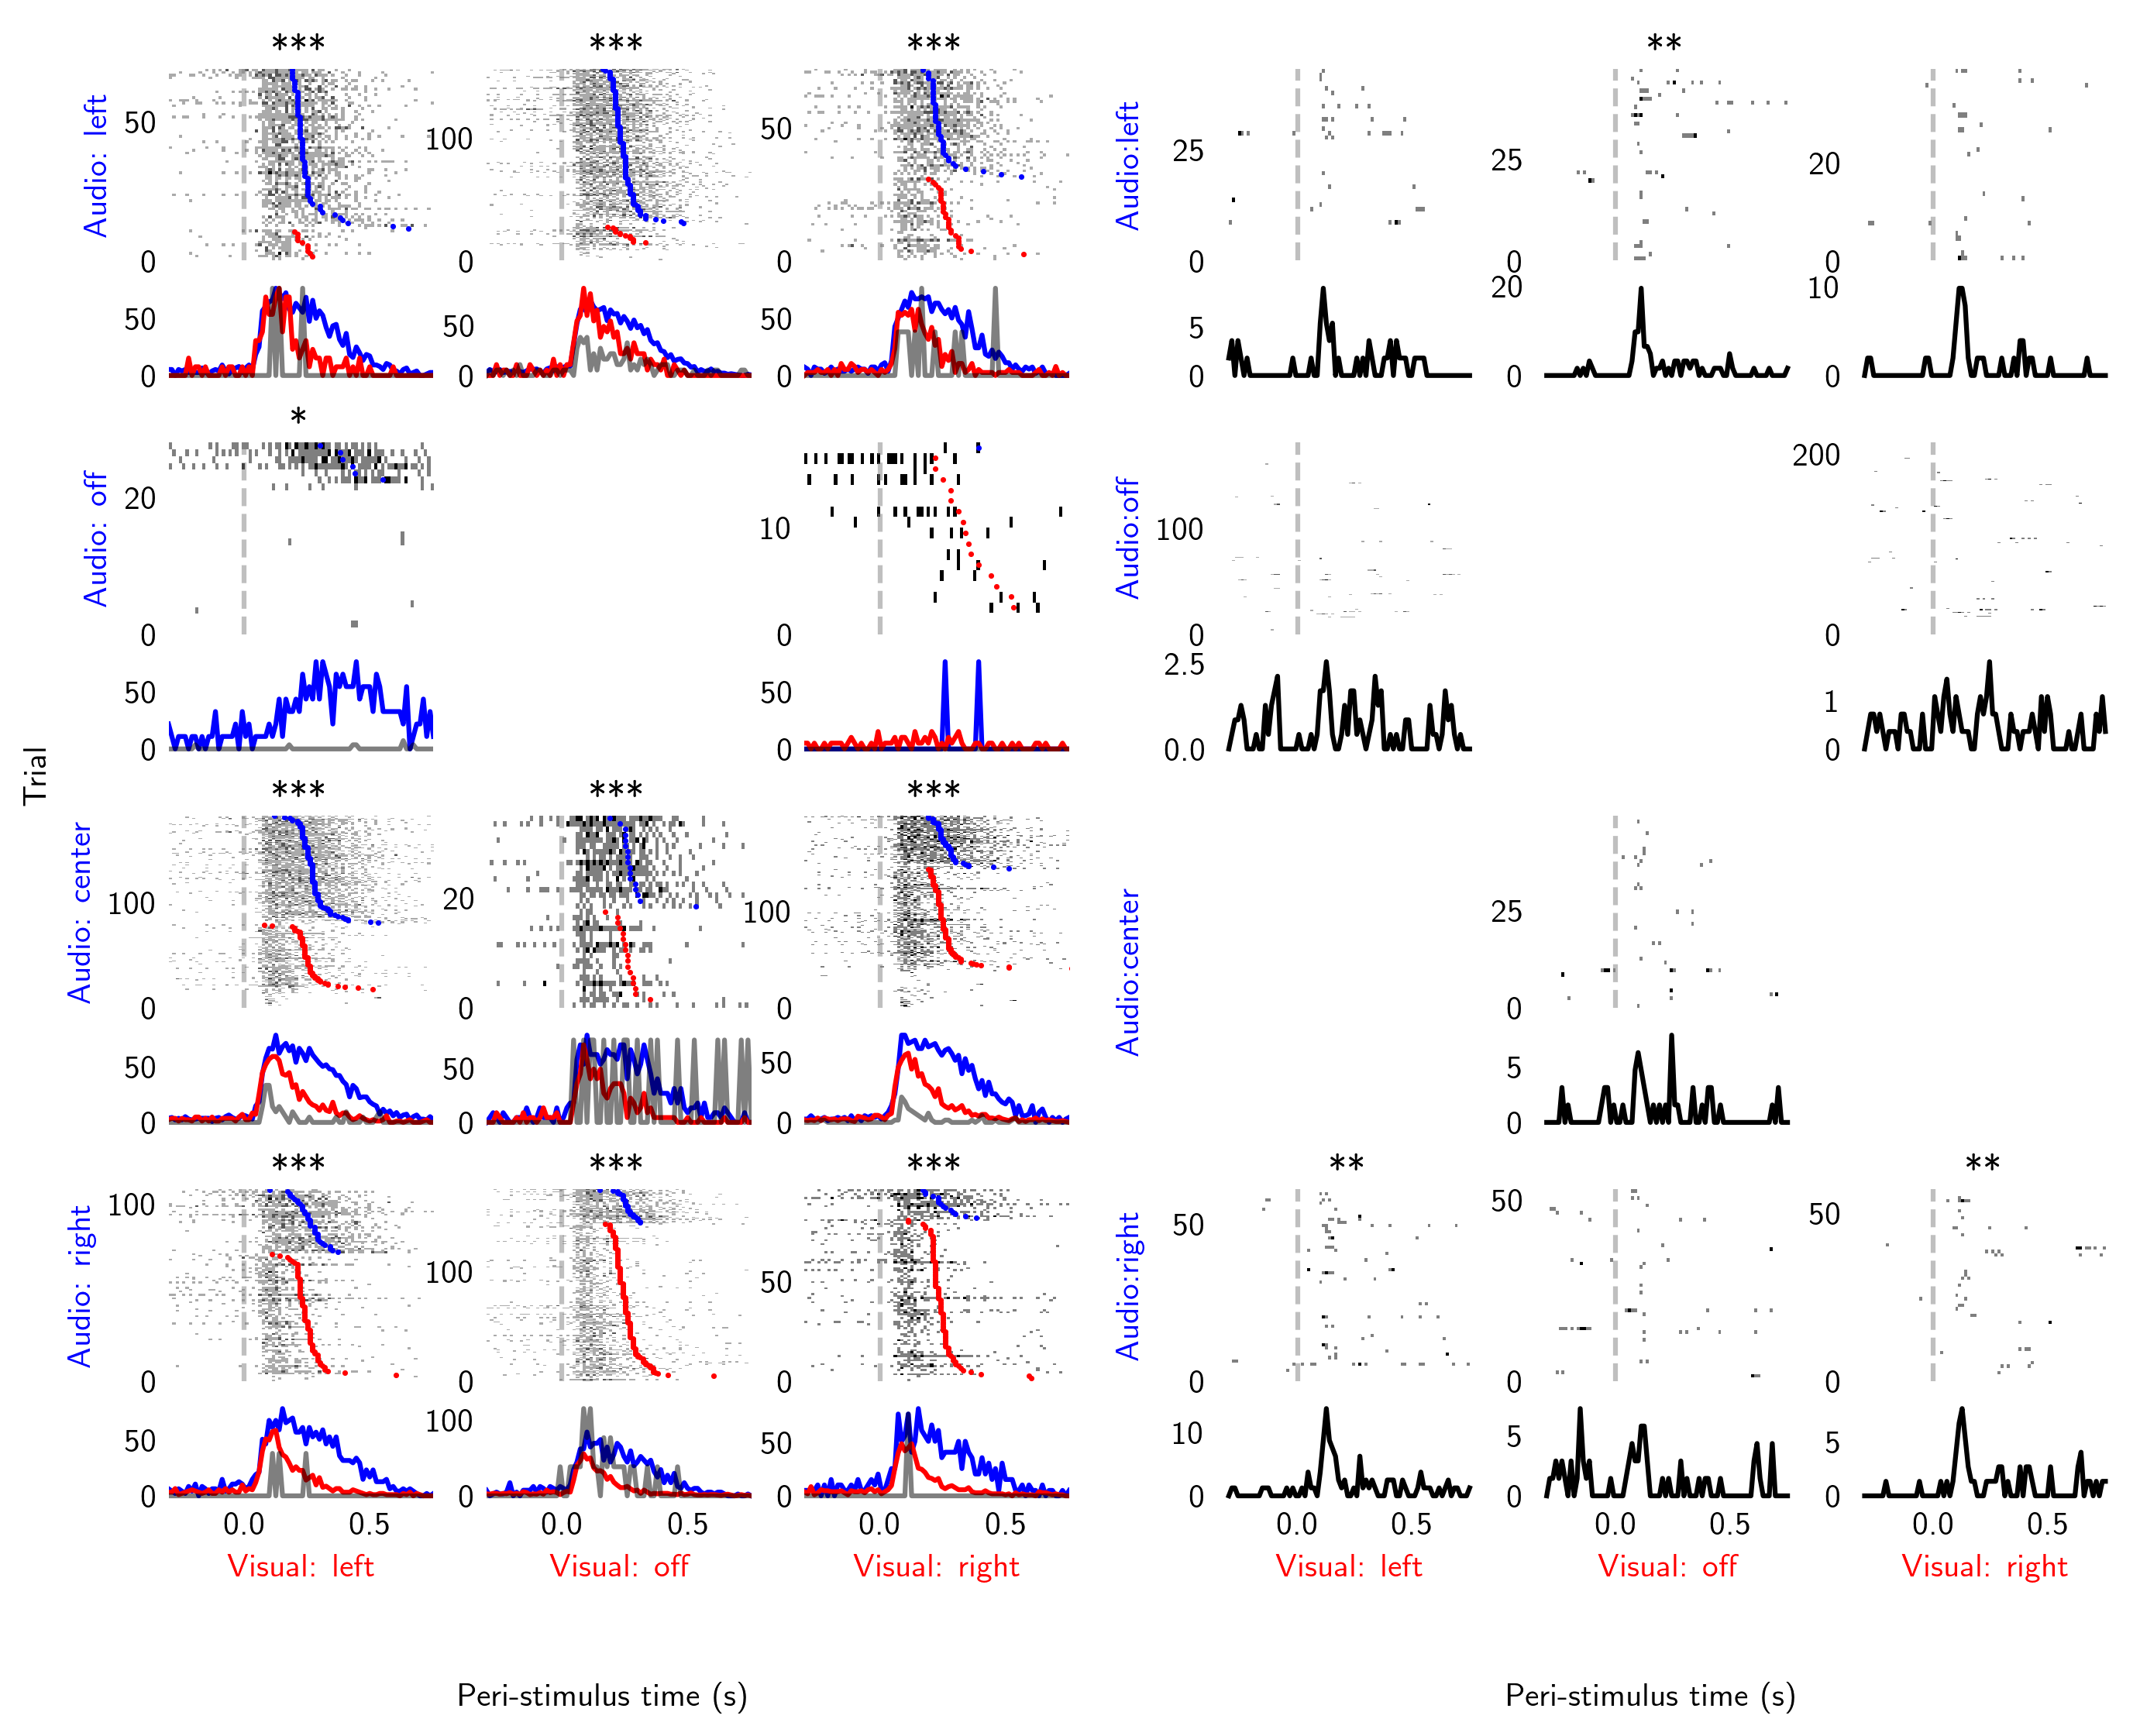 *** *** *** **
Audio: left 50 0 100 0 50 0 Audio:left 25 0 25 0 20 0
50 0 50 0 50 0 5 0 20 0 10 0
*
Audio: off 20 0 10 0 Audio:off 100 0 200 0
50 0 50 0 2.5 0.0 1 0
Trial
*** *** ***
Audio: center 100 0 20 0 100 0 Audio:center 25 0
50 0 50 0 50 0 5 0
*** *** *** ** **
Audio: right 100 0 100 0 50 0 Audio:right 50 0 50 0 50 0
50 0 100 0 50 0 10 0 5 0 5 0
0.0 0.5 0.0 0.5 0.0 0.5 0.0 0.5 0.0 0.5 0.0 0.5
Visual: left Visual: off Visual: right Visual: left Visual: off Visual: right
Peri-stimulus time (s) Peri-stimulus time (s)